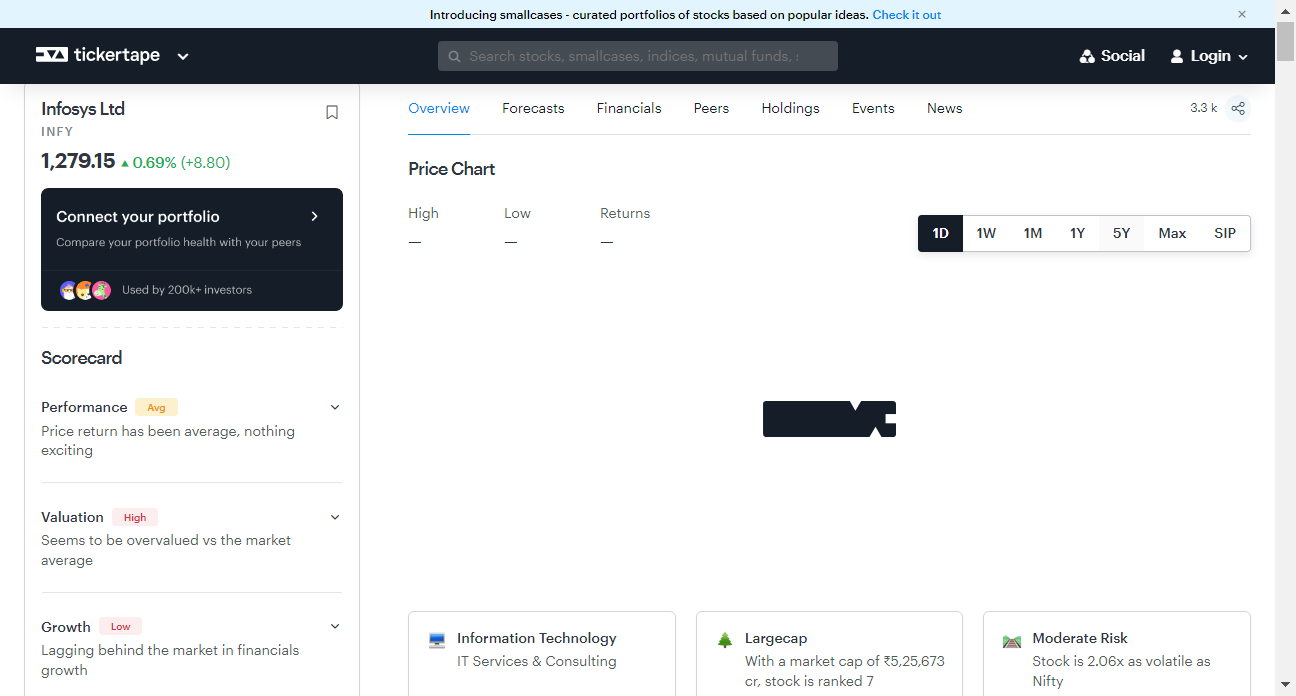 Introducing smallcases - curated portfolios of stocks based on popular ideas. Check it out
tickertape
Search stocks, smallcases, indices, mutual funds,
Social
Login
Infosys Ltd
INFY
1,279.15 ▲ 0.69% (+8.80)
Connect your portfolio
Compare your portfolio health with your peers
Used by 200k+ investors
Scorecard
Performance Avg
Price return has been average, nothing
exciting
Valuation High
Seems to be overvalued vs the market
average
Growth Low
Lagging behind the market in financials
growth
Overview Forecasts Financials Peers Holdings Events News
3.3 k
Price Chart
High Low Returns
— — —
1D 1W 1M 1Y 5Y Max SIP
Information Technology
IT Services & Consulting
Largecap
With a market cap of ₹5,25,673
cr, stock is ranked 7
Moderate Risk
Stock is 2.06x as volatile as
Nifty